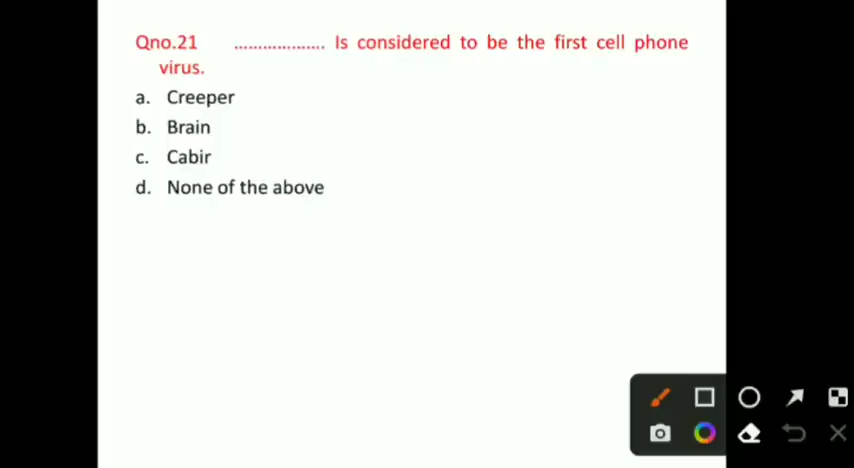 Qno.21 ................... Is considered to be the first cell phone
virus.
a. Creeper
b. Brain
c. Cabir
d. None of the above